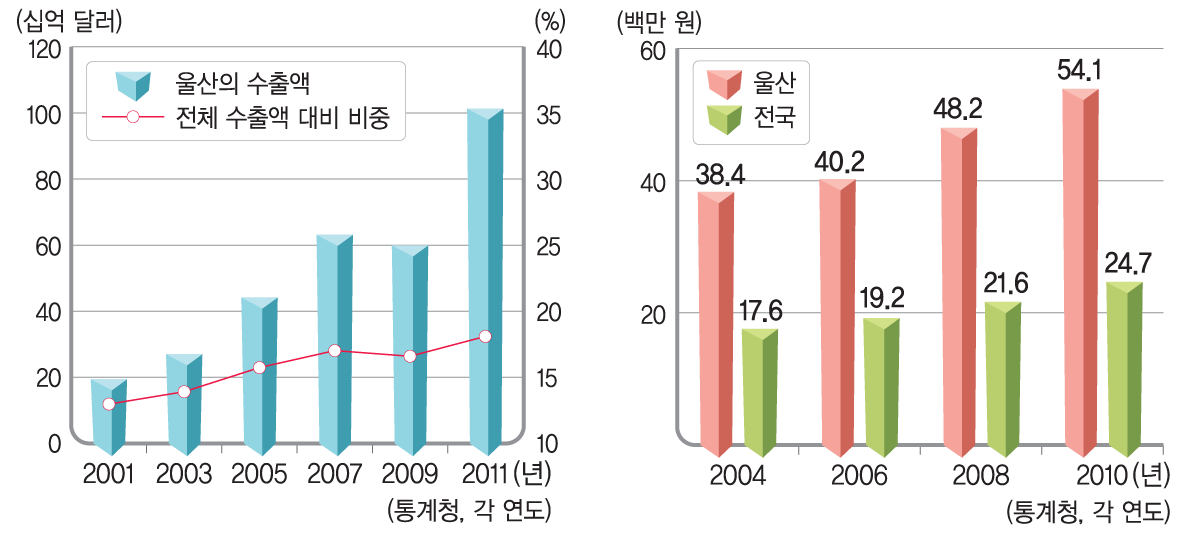 (십억 달러)
(%)
120
100
80
60
40
20
0
40
35
30
25
20
15
10
울산의 수출액
전체 수출액 대비 비중
2001 2003 2005 2007 2009 2011 (년)
(통계청, 각 연도)
(백만 원)
60
40
20
울산
전국
38.4
17.6
40.2
19.2
48.2
21.6
54.1
24.7
2004 2006 2008 2010 (년)
(통계청, 각 연도)